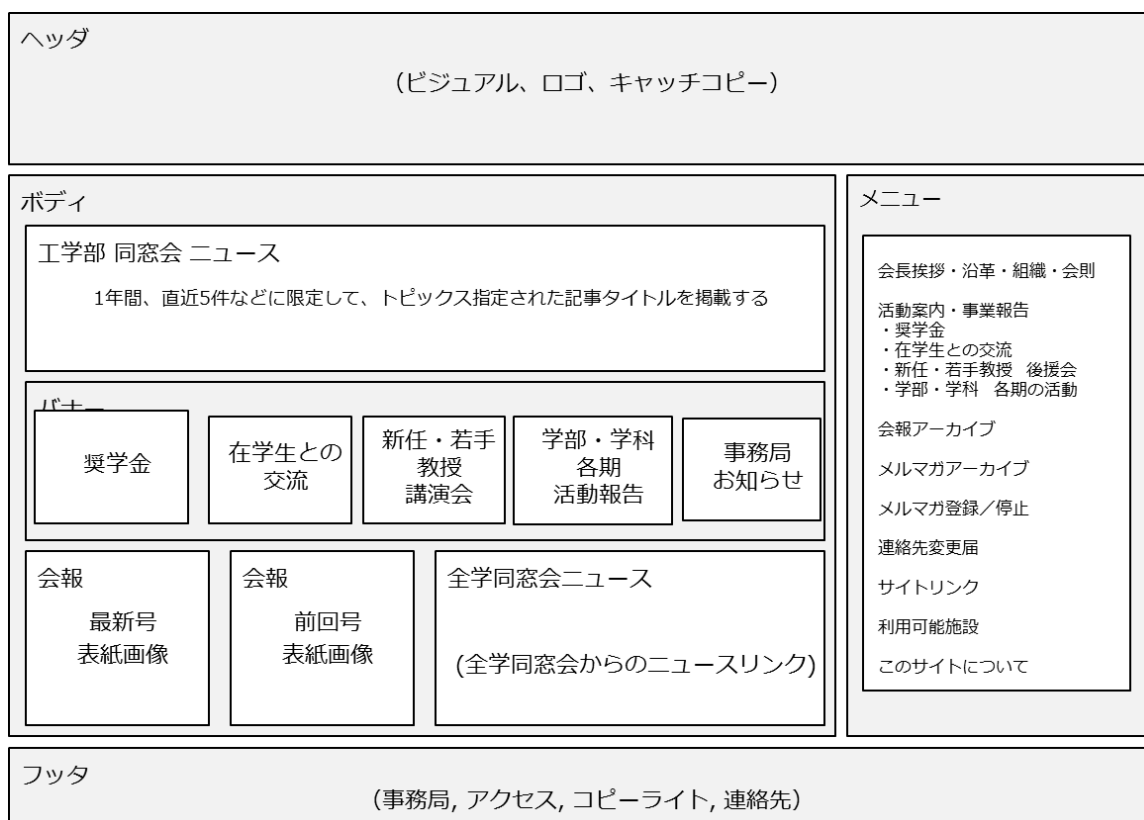 ヘッダ
（ビジュアル、ロゴ、キャッチコピー）
ボディ
工学部 同窓会 ニュース
1年間、直近5件などに限定して、トピックス指定された記事タイトルを掲載する
バナー
奨学金
在学生との
交流
新任・若手
教授
講演会
学部・学科
各期
活動報告
事務局
お知らせ
会報
最新号
表紙画像
会報
前回号
表紙画像
全学同窓会ニュース
(全学同窓会からのニュースリンク)
メニュー
会長挨拶・沿革・組織・会則
活動案内・事業報告
・奨学金
・在学生との交流
・新任・若手教授　後援会
・学部・学科　各期の活動
会報アーカイブ
メルマガアーカイブ
メルマガ登録／停止
連絡先変更届
サイトリンク
利用可能施設
このサイトについて
フッタ
（事務局, アクセス, コピーライト, 連絡先）